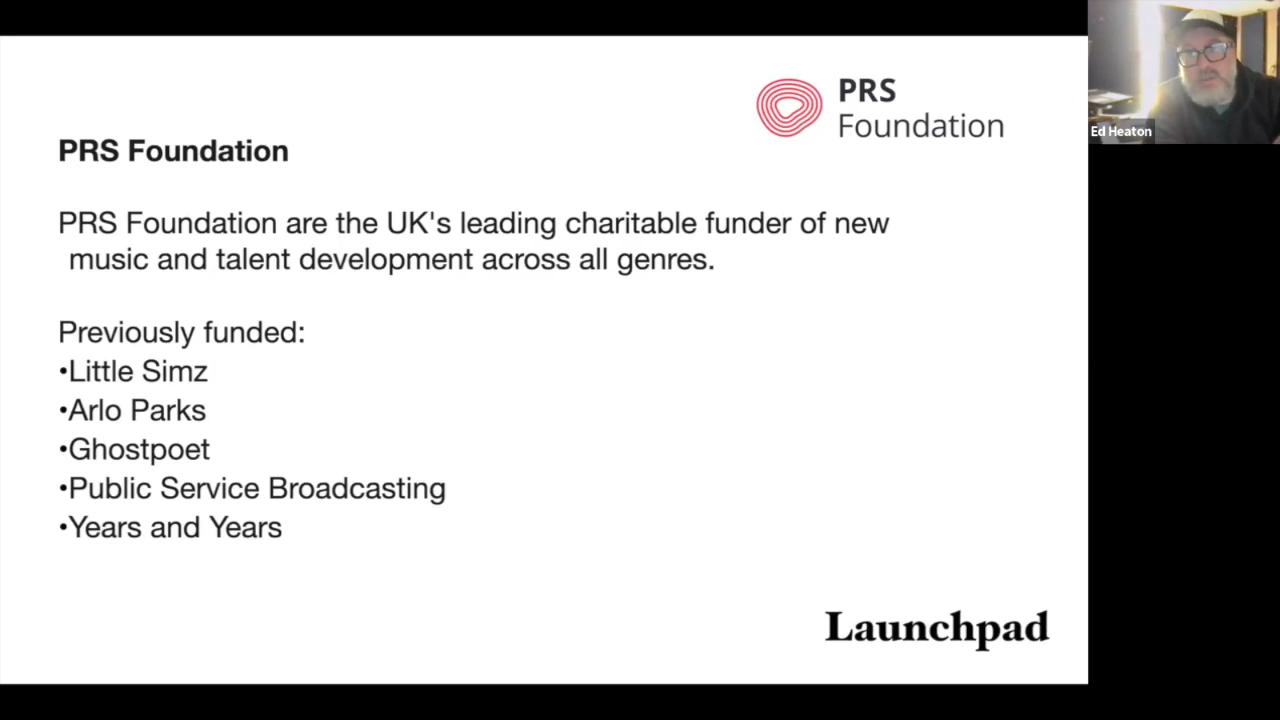 PRS
Foundation
Ed Heaton
PRS Foundation
PRS Foundation are the UK's leading charitable funder of new
music and talent development across all genres.
Previously funded:
•Little Simz
•Arlo Parks
•Ghostpoet
•Public Service Broadcasting
•Years and Years
Launchpad